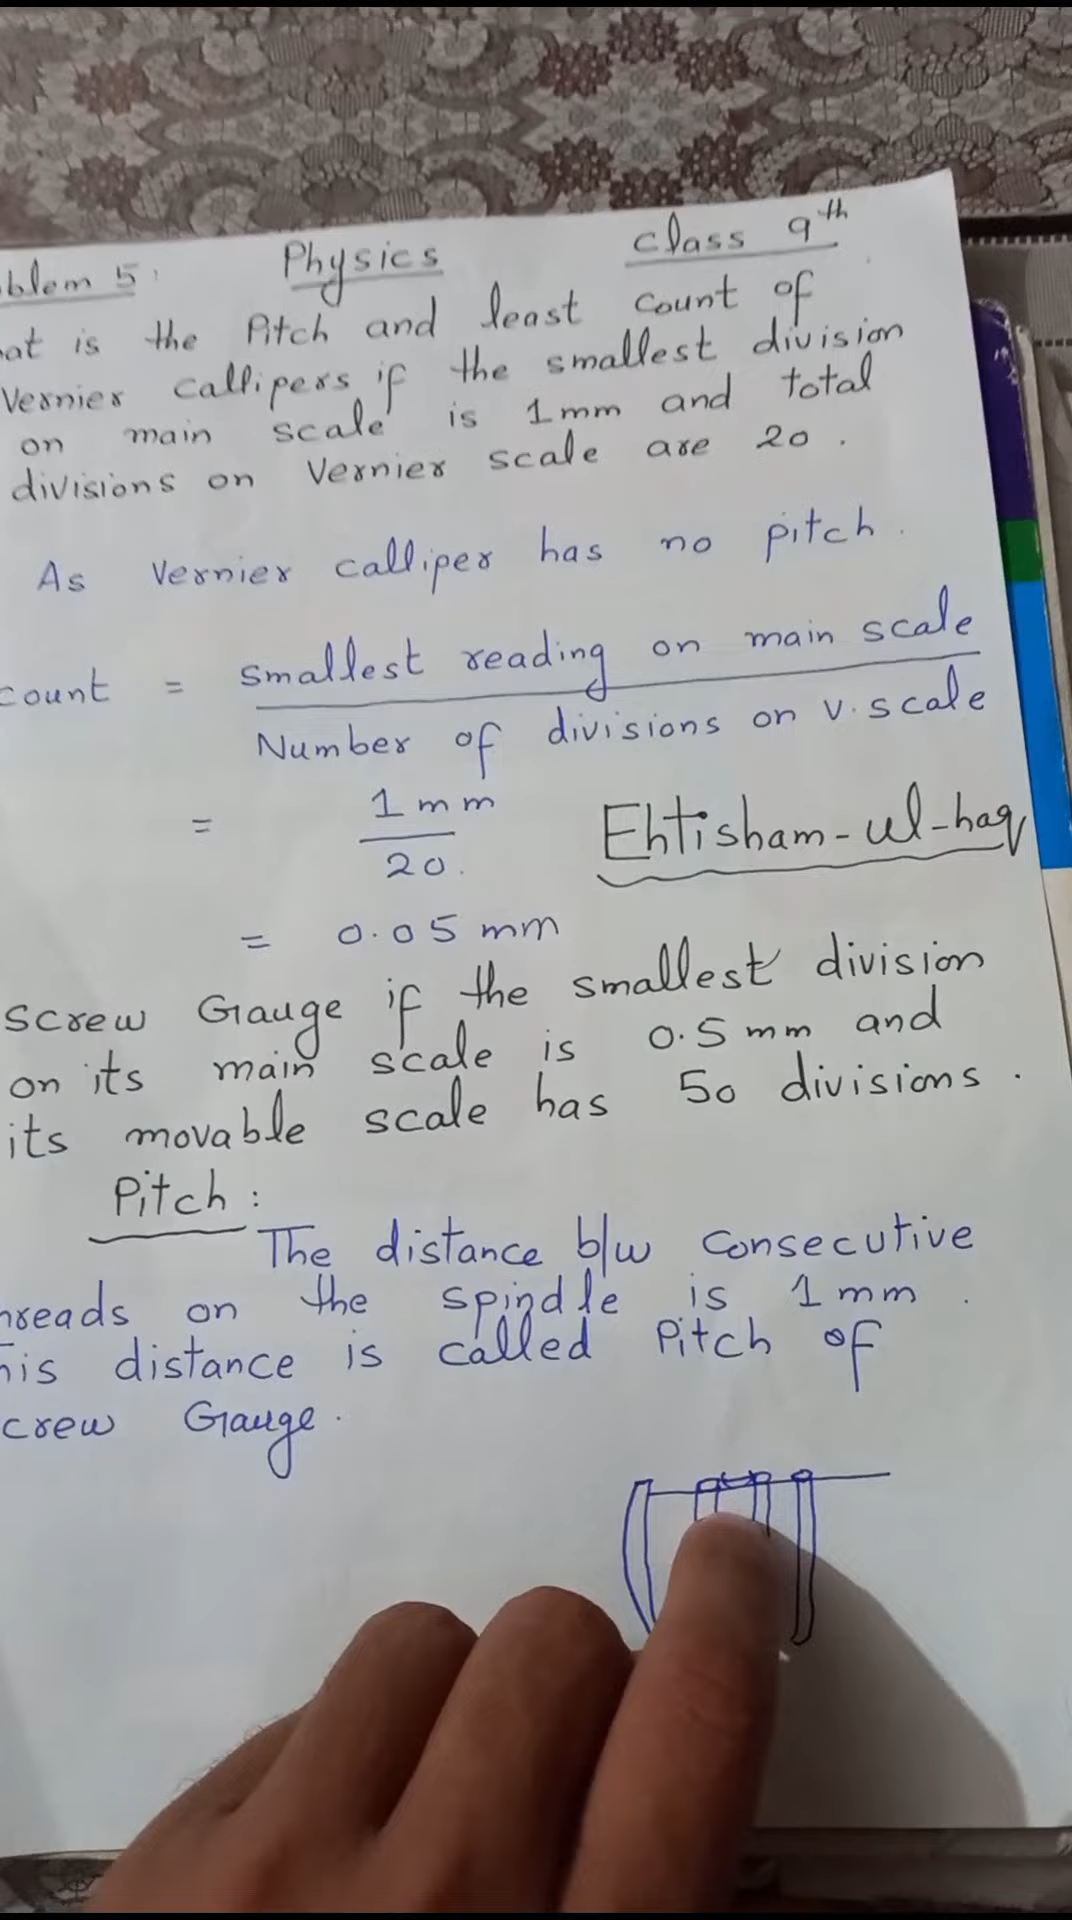 Physics class 9th
oblem 5:
at is the Pitch and least count of
Vernier callipers if the smallest division
on main scale is 1mm and total
divisions on Vernier scale are 20.
As Vernier calliper has no pitch.
count = smallest reading on main scale
Number of divisions on V.scale
= 1mm
20.
Ehtisham-ul-haq
= 0.05 mm
Screw Gauge if the smallest division
on its main scale is 0.5mm and
its movable scale has 50 divisions.
Pitch:
The distance b/w consecutive
hreads on the spindle is 1mm.
his distance is called Pitch of
crew Gauge.